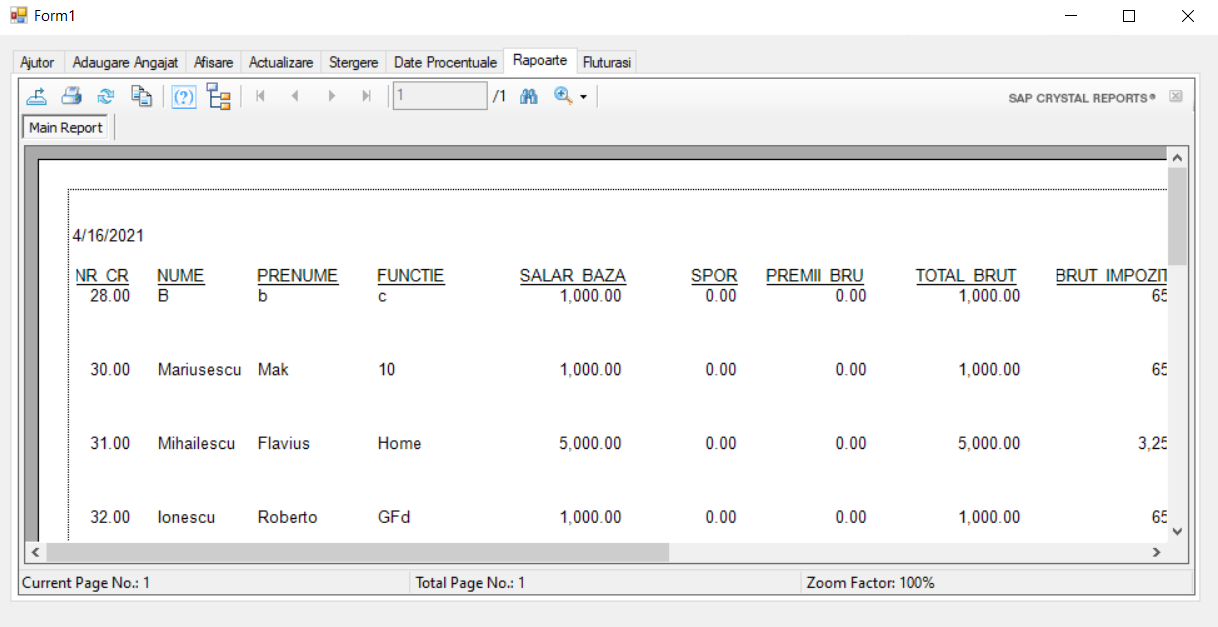 Form1
Ajutor Adaugare Angajat Afisare Actualizare Stergere Date Procentuale Rapoarte Fluturasi
(?) 1 /1 SAP CRYSTAL REPORTS®
Main Report
4/16/2021
NR_CR NUME PRENUME FUNCTIE SALAR_BAZA SPOR PREMII_BRU TOTAL_BRUT BRUT_IMPOZIT
28.00 B b c 1,000.00 0.00 0.00 1,000.00 65
30.00 Mariusescu Mak 10 1,000.00 0.00 0.00 1,000.00 65
31.00 Mihailescu Flavius Home 5,000.00 0.00 0.00 5,000.00 3,25
32.00 Ionescu Roberto GFd 1,000.00 0.00 0.00 1,000.00 65
Current Page No.: 1 Total Page No.: 1 Zoom Factor: 100%